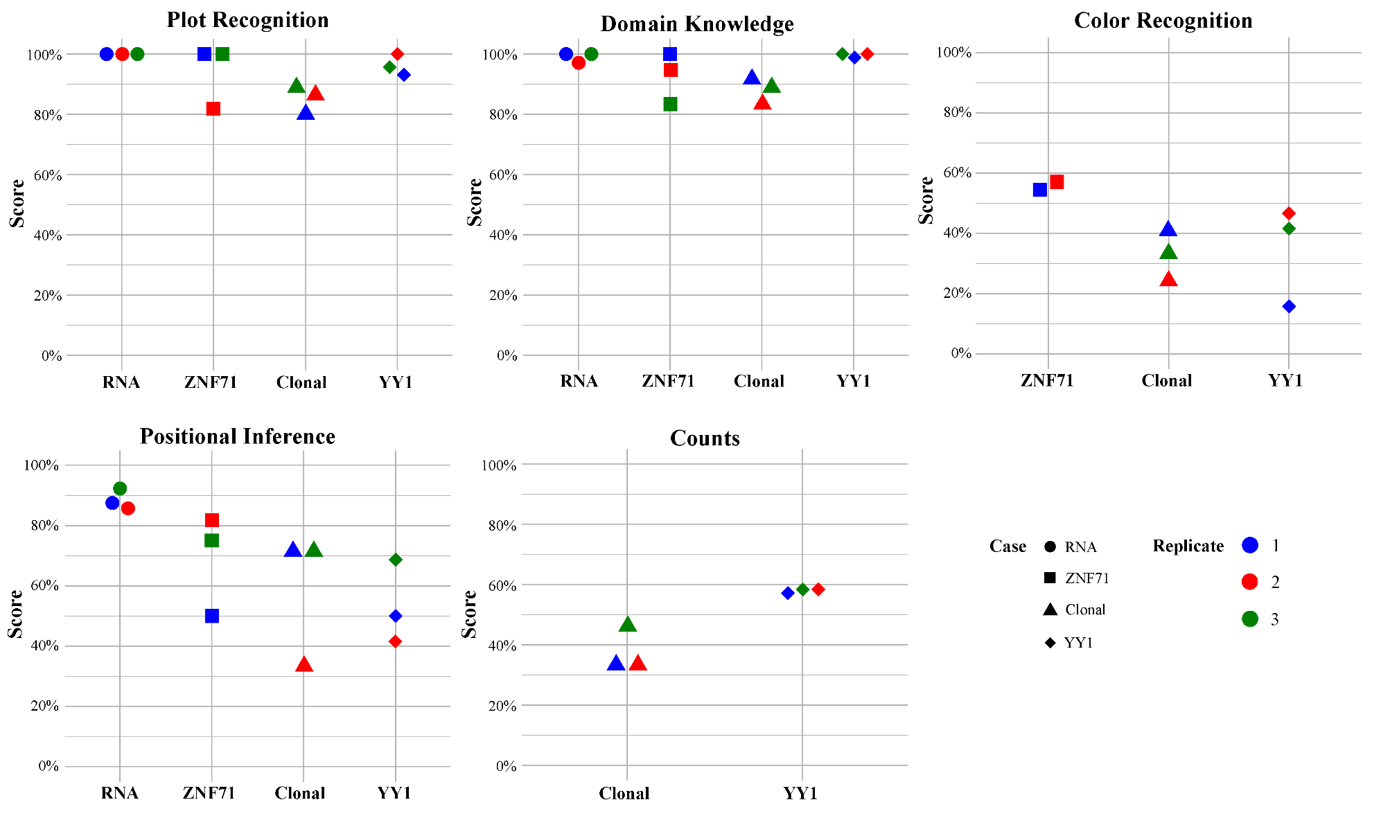 Plot Recognition
Score
100%
80%
60%
40%
20%
0%
RNA ZNF71 Clonal YY1
Domain Knowledge
Score
100%
80%
60%
40%
20%
0%
RNA ZNF71 Clonal YY1
Color Recognition
Score
100%
80%
60%
40%
20%
0%
ZNF71 Clonal YY1
Positional Inference
Score
100%
80%
60%
40%
20%
0%
RNA ZNF71 Clonal YY1
Counts
Score
100%
80%
60%
40%
20%
0%
Clonal YY1
Case
RNA
ZNF71
Clonal
YY1
Replicate
1
2
3